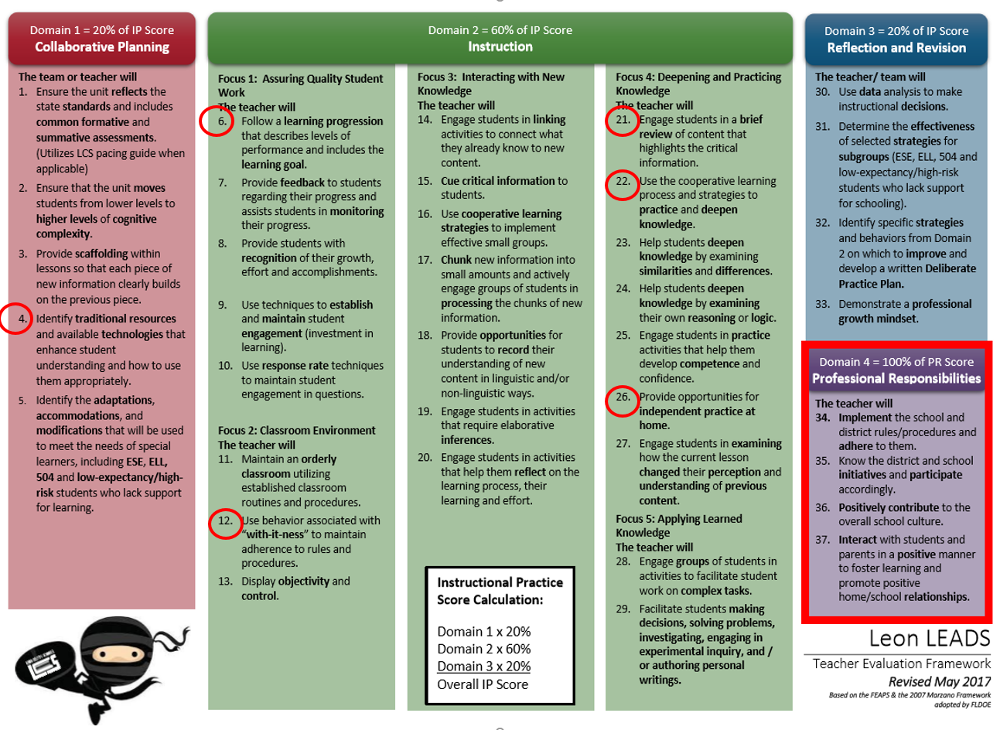 Domain 1 = 20% of IP Score
Collaborative Planning
The team or teacher will
1. Ensure the unit reflects the
state standards and includes
common formative and
summative assessments.
(Utilizes LCS pacing guide when
applicable)
2. Ensure that the unit moves
students from lower levels to
higher levels of cognitive
complexity.
3. Provide scaffolding within
lessons so that each piece of
new information clearly builds
on the previous piece.
4. Identify traditional resources
and available technologies that
enhance student
understanding and how to use
them appropriately.
5. Identify the adaptations,
accommodations, and
modifications that will be used
to meet the needs of special
learners, including ESE, ELL,
504 and low-expectancy/high-
risk students who lack support
for learning.
Domain 2 = 60% of IP Score
Instruction
Focus 1: Assuring Quality Student
Work
The teacher will
6. Follow a learning progression
that describes levels of
performance and includes the
learning goal.
7. Provide feedback to students
regarding their progress and
assists students in monitoring
their progress.
8. Provide students with
recognition of their growth,
effort and accomplishments.
9. Use techniques to establish
and maintain student
engagement (investment in
learning).
10. Use response rate techniques
to maintain student
engagement in questions.
Focus 2: Classroom Environment
The teacher will
11. Maintain an orderly
classroom utilizing
established classroom
routines and procedures.
12. Use behavior associated with
“with-it-ness” to maintain
adherence to rules and
procedures.
13. Display objectivity and
control.
Focus 3: Interacting with New
Knowledge
The teacher will
14. Engage students in linking
activities to connect what
they already know to new
content.
15. Cue critical information to
students.
16. Use cooperative learning
strategies to implement
effective small groups.
17. Chunk new information into
small amounts and actively
engage groups of students in
processing the chunks of new
information.
18. Provide opportunities for
students to record their
understanding of new
content in linguistic and/or
non-linguistic ways.
19. Engage students in activities
that require elaborative
inferences.
20. Engage students in activities
that help them reflect on the
learning process, their
learning and effort.
Instructional Practice
Score Calculation:
Domain 1 x 20%
Domain 2 x 60%
Domain 3 x 20%
Overall IP Score
Focus 4: Deepening and Practicing
Knowledge
The teacher will
21. Engage students in a brief
review of content that
highlights the critical
information.
22. Use the cooperative learning
process and strategies to
practice and deepen
knowledge.
23. Help students deepen
knowledge by examining
similarities and differences.
24. Help students deepen
knowledge by examining
their own reasoning or logic.
25. Engage students in practice
activities that help them
develop competence and
confidence.
26. Provide opportunities for
independent practice at
home.
27. Engage students in examining
how the current lesson
changed their perception and
understanding of previous
content.
Focus 5: Applying Learned
Knowledge
The teacher will
28. Engage groups of students in
activities to facilitate student
work on complex tasks.
29. Facilitate students making
decisions, solving problems,
investigating, engaging in
experimental inquiry, and /
or authoring personal
writings.
Domain 3 = 20% of IP Score
Reflection and Revision
The teacher/ team will
30. Use data analysis to make
instructional decisions.
31. Determine the effectiveness
of selected strategies for
subgroups (ESE, ELL, 504 and
low-expectancy/high-risk
students who lack support
for schooling).
32. Identify specific strategies
and behaviors from Domain
2 on which to improve and
develop a written Deliberate
Practice Plan.
33. Demonstrate a professional
growth mindset.
Domain 4 = 100% of PR Score
Professional Responsibilities
The teacher will
34. Implement the school and
district rules/procedures and
adhere to them.
35. Know the district and school
initiatives and participate
accordingly.
36. Positively contribute to the
overall school culture.
37. Interact with students and
parents in a positive manner
to foster learning and
promote positive
home/school relationships.
Leon LEADS
Teacher Evaluation Framework
Revised May 2017
Based on the FEAPS & the 2007 Marzano Framework
adopted by FLDOE
LCS